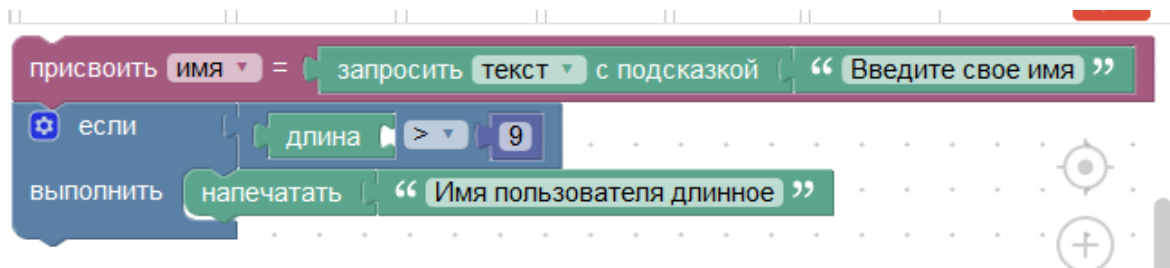 присвоить имя = запросить текст с подсказкой “ Введите свое имя ”
если длина > 9
выполнить напечатать “ Имя пользователя длинное ”